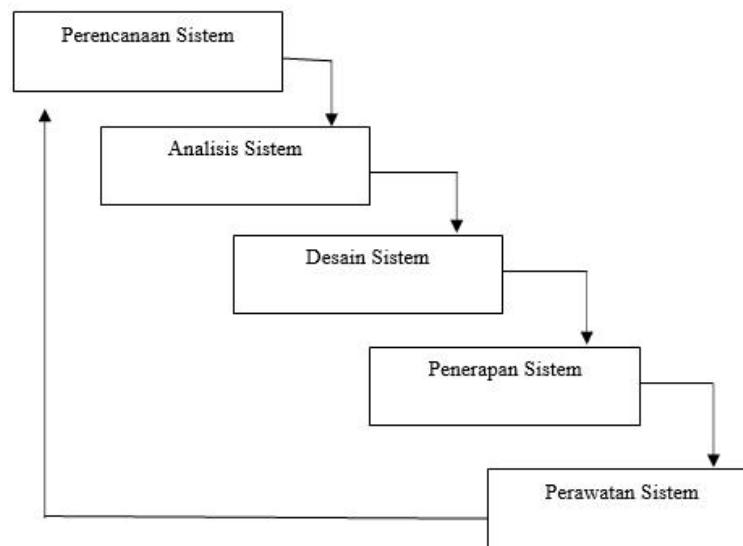 Perencanaan Sistem
Analisis Sistem
Desain Sistem
Penerapan Sistem
Perawatan Sistem